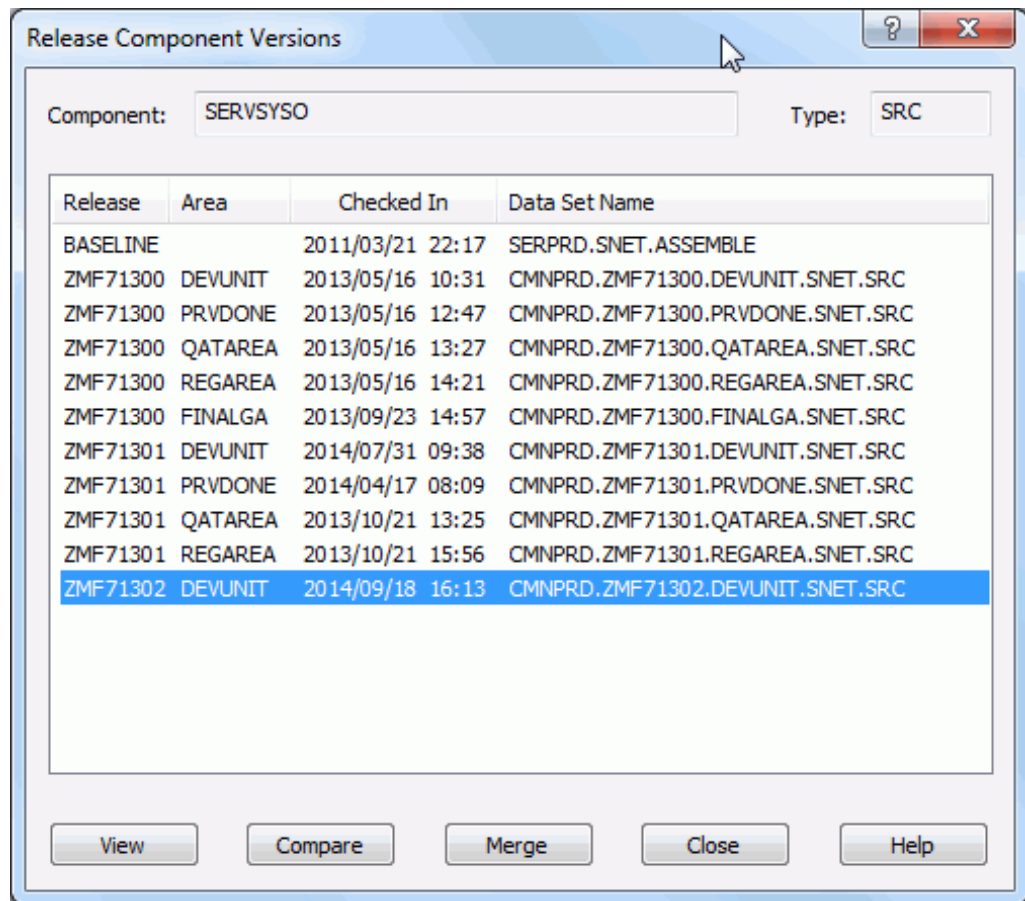 Release Component Versions
Component: SERVSYSO Type: SRC
Release Area Checked In Data Set Name
BASELINE 2011/03/21 22:17 SERPRD.SNET.ASSEMBLE
ZMF71300 DEVUNIT 2013/05/16 10:31 CMNPRD.ZMF71300.DEVUNIT.SNET.SRC
ZMF71300 PRVDONE 2013/05/16 12:47 CMNPRD.ZMF71300.PRVDONE.SNET.SRC
ZMF71300 QATAREA 2013/05/16 13:27 CMNPRD.ZMF71300.QATAREA.SNET.SRC
ZMF71300 REGAREA 2013/05/16 14:21 CMNPRD.ZMF71300.REGAREA.SNET.SRC
ZMF71300 FINALGA 2013/09/23 14:57 CMNPRD.ZMF71300.FINALGA.SNET.SRC
ZMF71301 DEVUNIT 2014/07/31 09:38 CMNPRD.ZMF71301.DEVUNIT.SNET.SRC
ZMF71301 PRVDONE 2014/04/17 08:09 CMNPRD.ZMF71301.PRVDONE.SNET.SRC
ZMF71301 QATAREA 2013/10/21 13:25 CMNPRD.ZMF71301.QATAREA.SNET.SRC
ZMF71301 REGAREA 2013/10/21 15:56 CMNPRD.ZMF71301.REGAREA.SNET.SRC
ZMF71302 DEVUNIT 2014/09/18 16:13 CMNPRD.ZMF71302.DEVUNIT.SNET.SRC
View Compare Merge Close Help